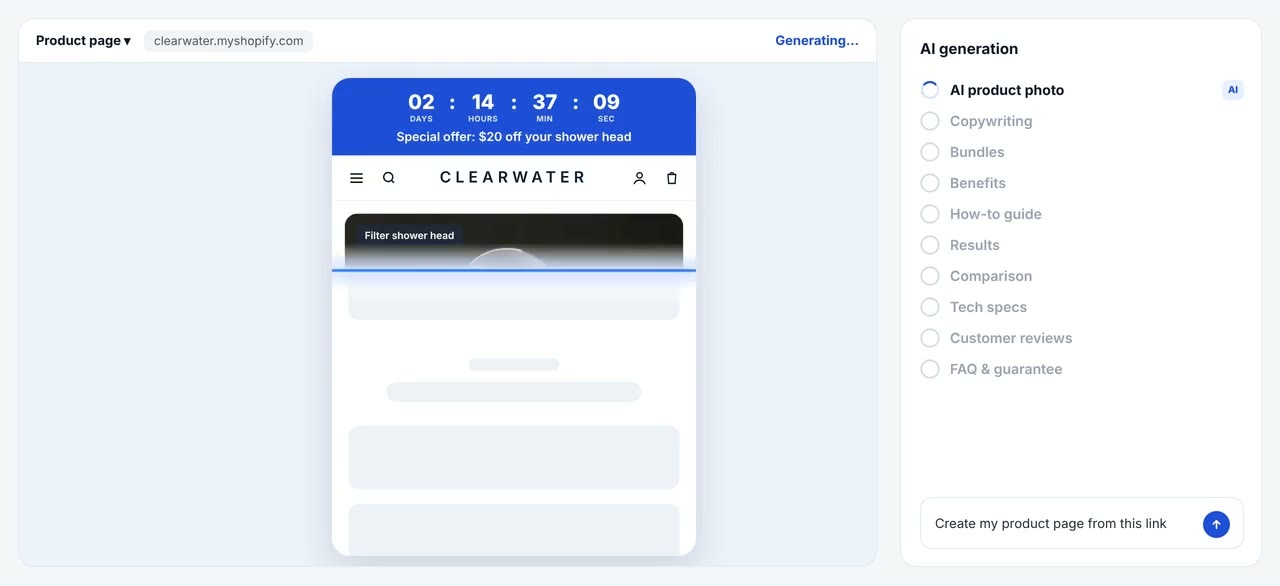 Product page ▾
clearwater.myshopify.com
Generating...
02 : 14 : 37 : 09
DAYS HOURS MIN SEC
Special offer: $20 off your shower head
CLEARWATER
Filter shower head
AI generation
AI product photo
AI
Copywriting
Bundles
Benefits
How-to guide
Results
Comparison
Tech specs
Customer reviews
FAQ & guarantee
Create my product page from this link